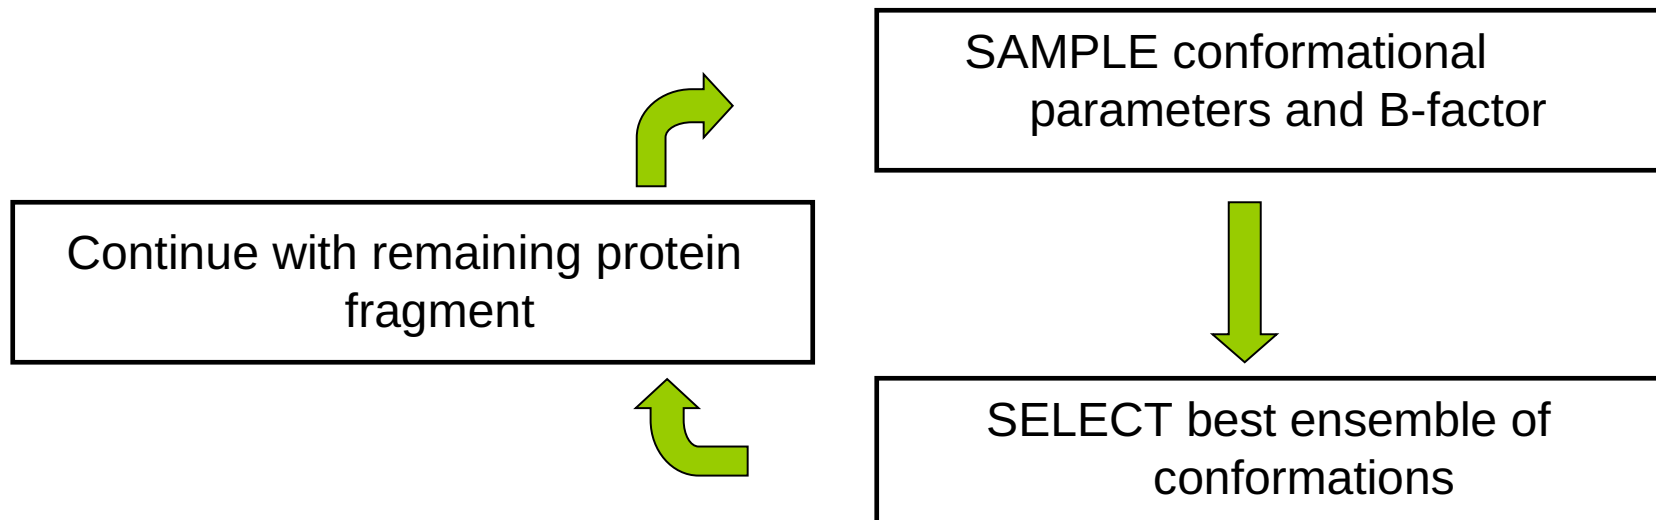 SAMPLE conformational
parameters and B-factor
Continue with remaining protein
fragment
SELECT best ensemble of
conformations